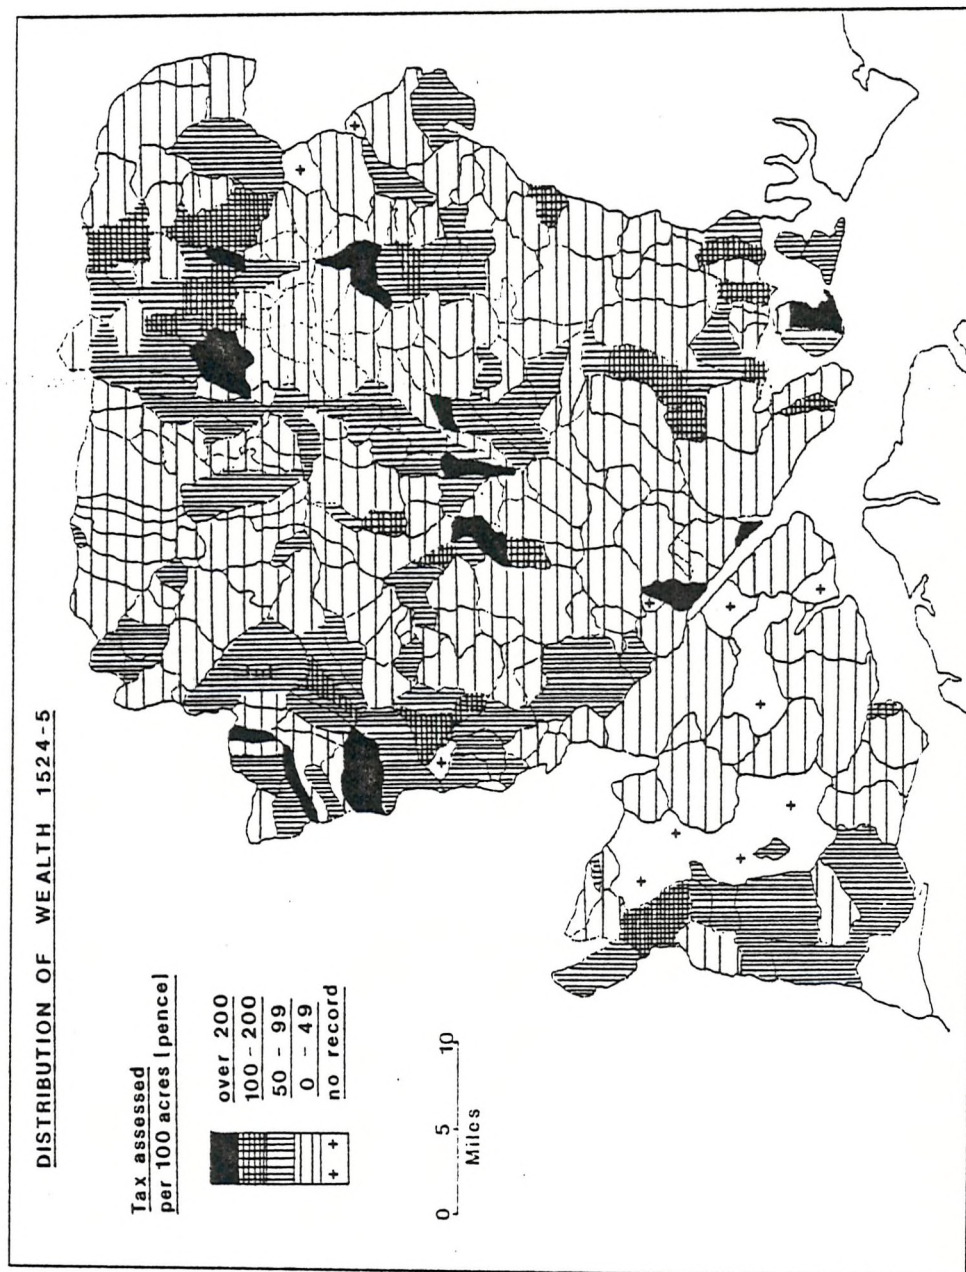 DISTRIBUTION OF WEALTH 1524-5
Tax assessed
per 100 acres (pence)
over 200
100-200
50 - 99
0 - 49
no record
0 5 10
Miles